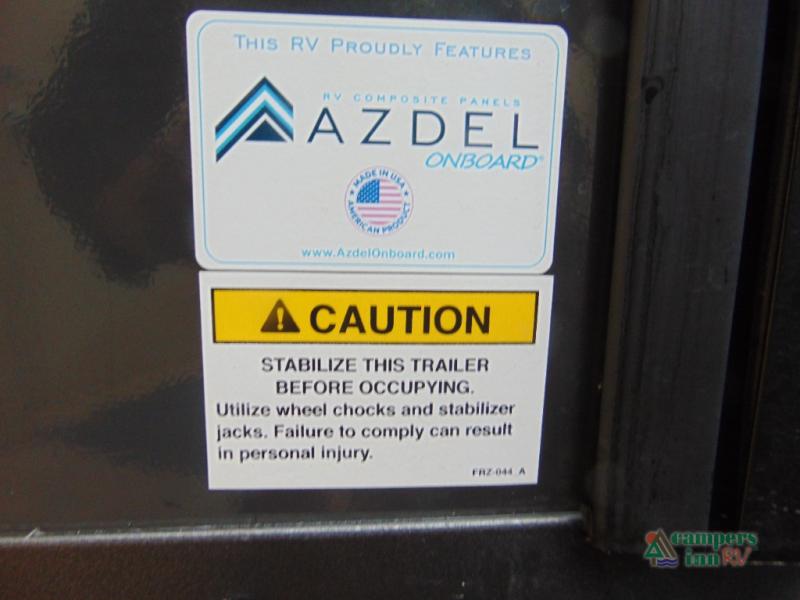 THIS RV PROUDLY FEATURES
RV COMPOSITE PANELS
AZDEL
ONBOARD®
MADE IN USA
AMERICAN PRODUCT
www.AzdelOnboard.com
CAUTION
STABILIZE THIS TRAILER
BEFORE OCCUPYING.
Utilize wheel chocks and stabilizer
jacks. Failure to comply can result
in personal injury.
FRZ-044_A
campers
inn RV